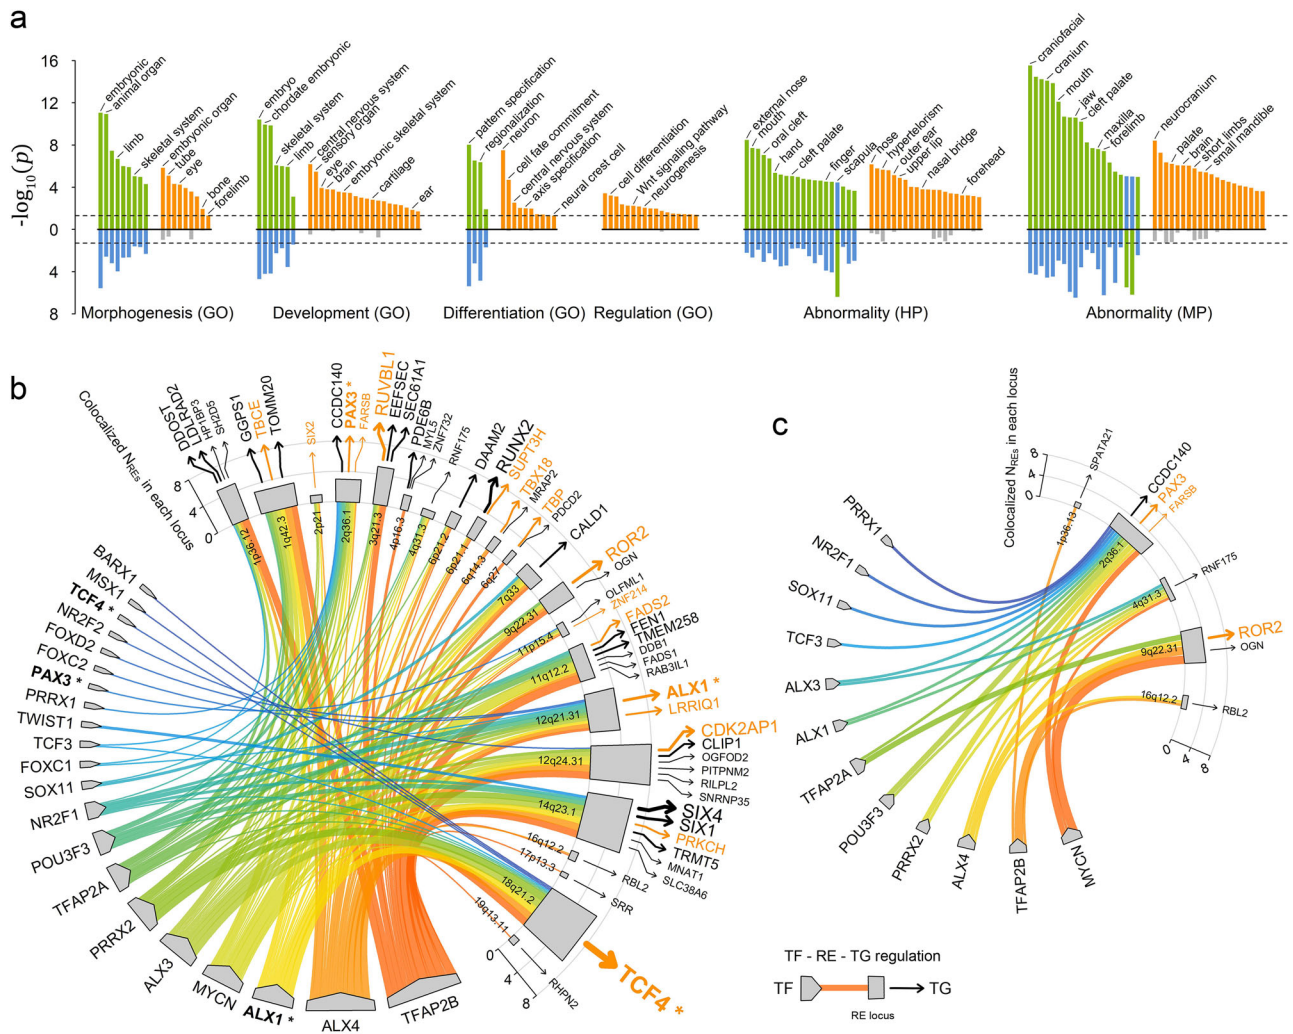 a
-log10(p)
16
12
8
4
0
4
8
embryonic
animal organ
limb
skeletal system
embryonic organ
tube
eye
bone
forelimb
Morphogenesis (GO)
embryo
chordate embryonic
skeletal system
limb
central nervous system
sensory organ
eye
brain
embryonic skeletal system
cartilage
ear
Development (GO)
pattern specification
regionalization
neuron
cell fate commitment
central nervous system
axis specification
neural crest cell
Differentiation (GO)
cell differentiation
Wnt signaling pathway
neurogenesis
Regulation (GO)
external nose
mouth
oral cleft
hand
cleft palate
finger
scapula
nose
hypertelorism
outer ear
upper lip
nasal bridge
forehead
Abnormality (HP)
craniofacial
cranium
mouth
jaw
cleft palate
maxilla
forelimb
neurocranium
palate
brain
short limbs
small mandible
Abnormality (MP)
b
Colocalized NREs in each locus
8
4
0
DDOST
LDLRAD2
HP1BP3
SH2D5
GGPS1
TBCE
TOMM20
SIX2
CCDC140
PAX3 *
FARSB
RUVBL1
EEFSEC
SEC61A1
PDE6B
MYL5
ZNF732
RNF175
DAAM2
RUNX2
SUPT3H
TBX18
MRAP2
TBP
PDCD2
CALD1
ROR2
OGN
OLFML1
ZNF214
FADS2
FEN1
TMEM258
DDB1
FADS1
RAB3IL1
ALX1 *
LRRIQ1
CDK2AP1
CLIP1
OGFOD2
PITPNM2
RILPL2
SNRNP35
SIX4
SIX1
PRKCH
TRMT5
MNAT1
SLC38A6
RBL2
SRR
TCF4 *
RHPN2
1p36.12
1q42.3
2p21
2q36.1
3q21.3
4p16.3
4q31.3
6p21.2
6p21.1
6q14.3
6q27
7q33
9q22.31
11p15.4
11q12.2
12q21.31
12q24.31
14q23.1
16q12.2
17p13.3
18q21.2
19q13.11
0
4
8
BARX1
MSX1
TCF4 *
NR2F2
FOXD2
FOXC2
PAX3 *
PRRX1
TWIST1
TCF3
FOXC1
SOX11
NR2F1
POU3F3
TFAP2A
PRRX2
ALX3
MYCN
ALX1 *
ALX4
TFAP2B
c
Colocalized NREs in each locus
8
4
0
SPATA21
CCDC140
PAX3
FARSB
RNF175
ROR2
OGN
RBL2
1p36.13
2q36.1
4q31.3
9q22.31
16q12.2
0
4
8
PRRX1
NR2F1
SOX11
TCF3
ALX3
ALX1
TFAP2A
POU3F3
PRRX2
ALX4
TFAP2B
MYCN
TF - RE - TG regulation
TF
TG
RE locus